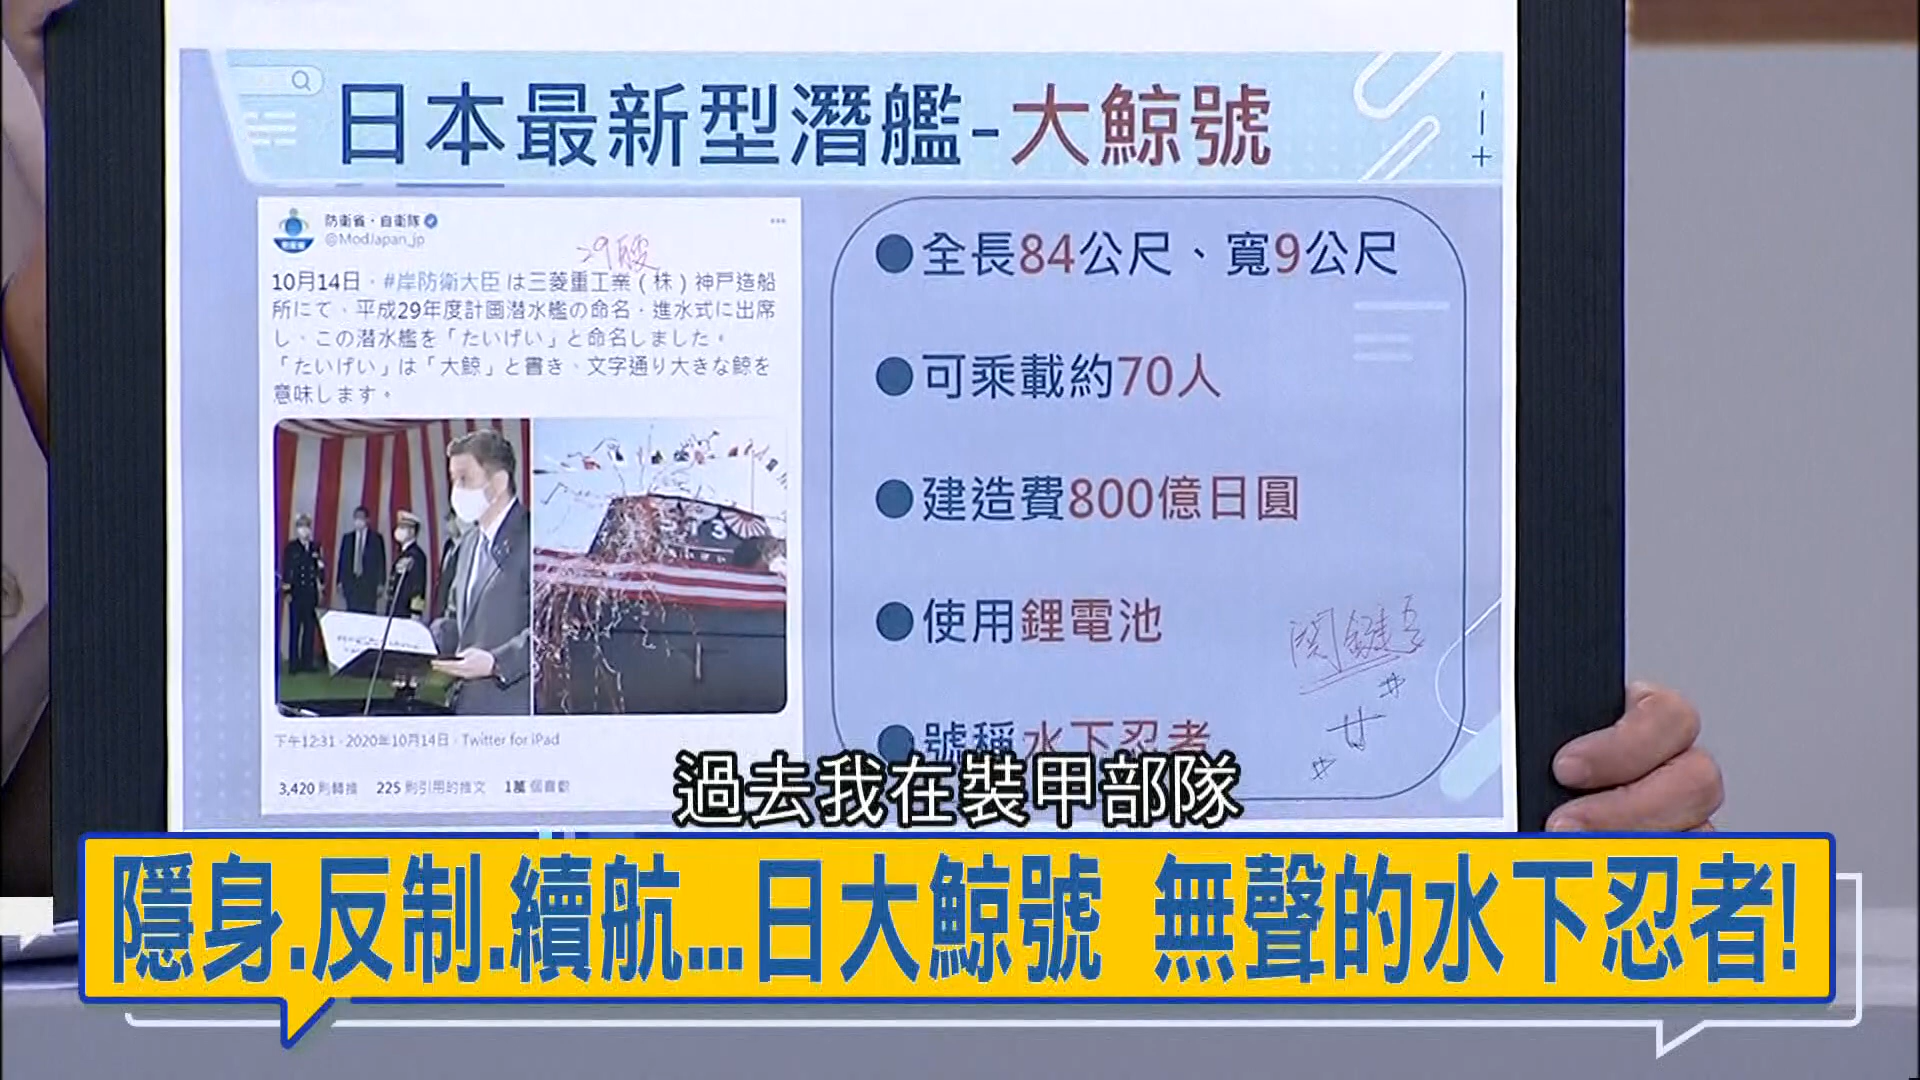 日本最新型潛艦-大鯨號
防衛省・自衛隊
@ModJapan_jp
29艘
10月14日、#岸防衛大臣 は三菱重工業(株)神戸造船
所にて、平成29年度計画潜水艦の命名・進水式に出席
し、この潜水艦を「たいげい」と命名しました。
「たいげい」は「大鯨」と書き、文字通り大きな鯨を
意味します。
下午12:31 · 2020年10月14日 · Twitter for iPad
3,420 則轉推 225 則引用的推文 1萬 個喜歡
●全長84公尺、寬9公尺
●可乘載約70人
●建造費800億日圓
●使用鋰電池
●號稱水下忍者
過去我在裝甲部隊
隱身.反制.續航...日大鯨號 無聲的水下忍者!